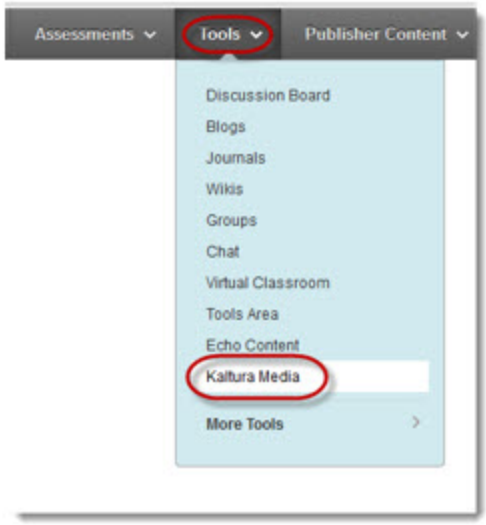 Assessments Tools Publisher Content
Discussion Board
Blogs
Journals
Wikis
Groups
Chat
Virtual Classroom
Tools Area
Echo Content
Kaltura Media
More Tools